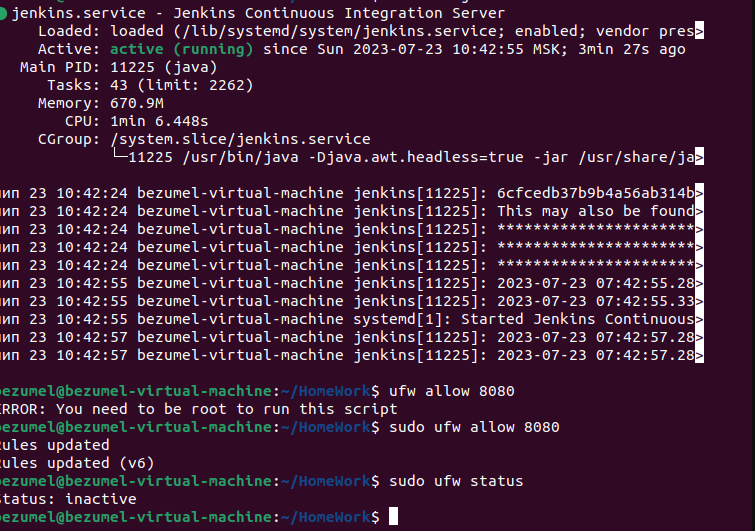 jenkins.service - Jenkins Continuous Integration Server
Loaded: loaded (/lib/systemd/system/jenkins.service; enabled; vendor pres>
Active: active (running) since Sun 2023-07-23 10:42:55 MSK; 3min 27s ago
Main PID: 11225 (java)
Tasks: 43 (limit: 2262)
Memory: 670.9M
CPU: 1min 6.448s
CGroup: /system.slice/jenkins.service
└─11225 /usr/bin/java -Djava.awt.headless=true -jar /usr/share/ja>
ип 23 10:42:24 bezumel-virtual-machine jenkins[11225]: 6cfcedb37b9b4a56ab314b>
ип 23 10:42:24 bezumel-virtual-machine jenkins[11225]: This may also be found>
ип 23 10:42:24 bezumel-virtual-machine jenkins[11225]: **********************>
ип 23 10:42:24 bezumel-virtual-machine jenkins[11225]: **********************>
ип 23 10:42:24 bezumel-virtual-machine jenkins[11225]: **********************>
ип 23 10:42:55 bezumel-virtual-machine jenkins[11225]: 2023-07-23 07:42:55.28>
ип 23 10:42:55 bezumel-virtual-machine jenkins[11225]: 2023-07-23 07:42:55.33>
ип 23 10:42:55 bezumel-virtual-machine systemd[1]: Started Jenkins Continuous>
ип 23 10:42:57 bezumel-virtual-machine jenkins[11225]: 2023-07-23 07:42:57.28>
ип 23 10:42:57 bezumel-virtual-machine jenkins[11225]: 2023-07-23 07:42:57.28>
bezumel@bezumel-virtual-machine:~/HomeWork$ ufw allow 8080
ERROR: You need to be root to run this script
bezumel@bezumel-virtual-machine:~/HomeWork$ sudo ufw allow 8080
Rules updated
Rules updated (v6)
bezumel@bezumel-virtual-machine:~/HomeWork$ sudo ufw status
Status: inactive
bezumel@bezumel-virtual-machine:~/HomeWork$